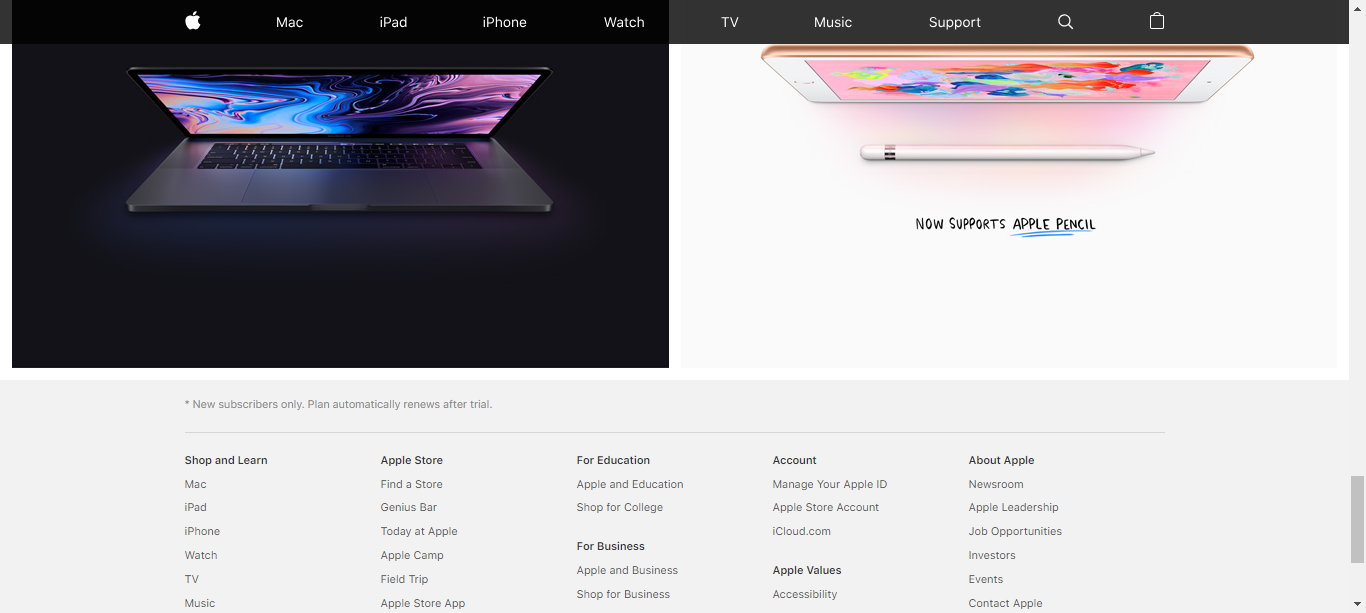 Mac iPad iPhone Watch TV Music Support
NOW SUPPORTS APPLE PENCIL
* New subscribers only. Plan automatically renews after trial.
Shop and Learn
Mac
iPad
iPhone
Watch
TV
Music
Apple Store
Find a Store
Genius Bar
Today at Apple
Apple Camp
Field Trip
Apple Store App
For Education
Apple and Education
Shop for College
For Business
Apple and Business
Shop for Business
Account
Manage Your Apple ID
Apple Store Account
iCloud.com
Apple Values
Accessibility
About Apple
Newsroom
Apple Leadership
Job Opportunities
Investors
Events
Contact Apple